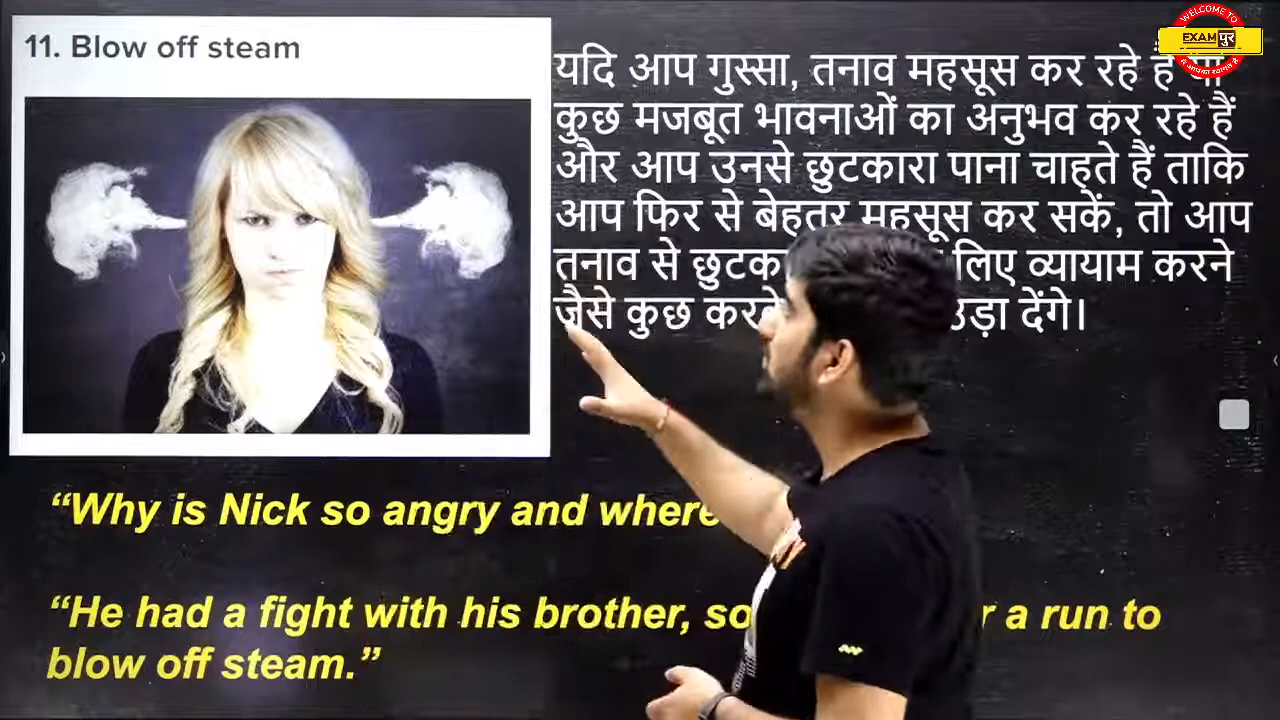 11. Blow off steam
WELCOME TO
EXAM पुर
यदि आप गुस्सा, तनाव महसूस कर रहे हैं या
कुछ मजबूत भावनाओं का अनुभव कर रहे हैं
और आप उनसे छुटकारा पाना चाहते हैं ताकि
आप फिर से बेहतर महसूस कर सकें, तो आप
तनाव से लिए व्यायाम करने
जैसे कुछ उड़ा देंगे।
“Why is Nick so angry and where
“He had a fight with his brother, so a run to
blow off steam.”